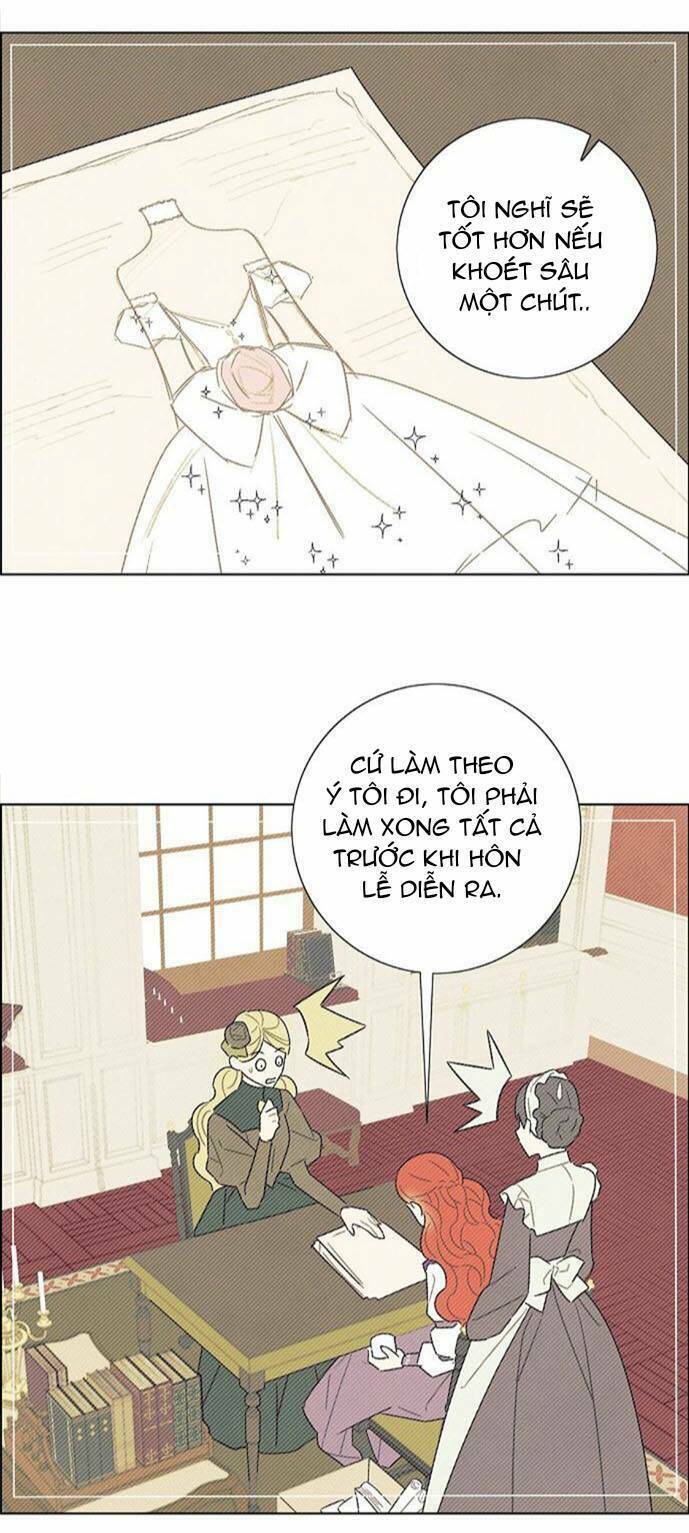 TÔI NGHĨ SẼ
TỐT HƠN NẾU
KHOÉT SÂU
MỘT CHÚT..
CỨ LÀM THEO
Ý TÔI ĐI, TÔI PHẢI
LÀM XONG TẤT CẢ
TRƯỚC KHI HÔN
LỄ DIỄN RA.